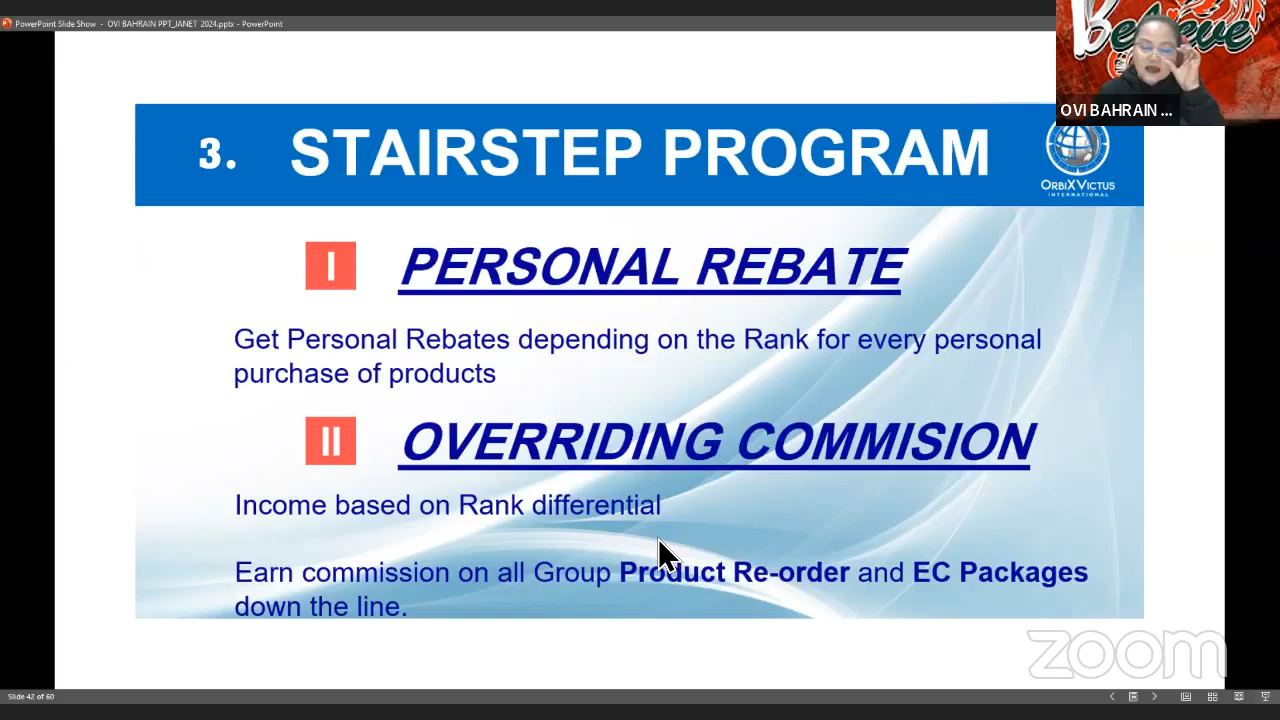 PowerPoint Slide Show - OVI BAHRAIN PPT_JANET 2024.pptx - PowerPoint
Believe
OVI BAHRAIN ...
3. STAIRSTEP PROGRAM
ORBIXVICTUS
INTERNATIONAL
I PERSONAL REBATE
Get Personal Rebates depending on the Rank for every personal
purchase of products
II OVERRIDING COMMISION
Income based on Rank differential
Earn commission on all Group Product Re-order and EC Packages
down the line.
zoom
Slide 42 of 60